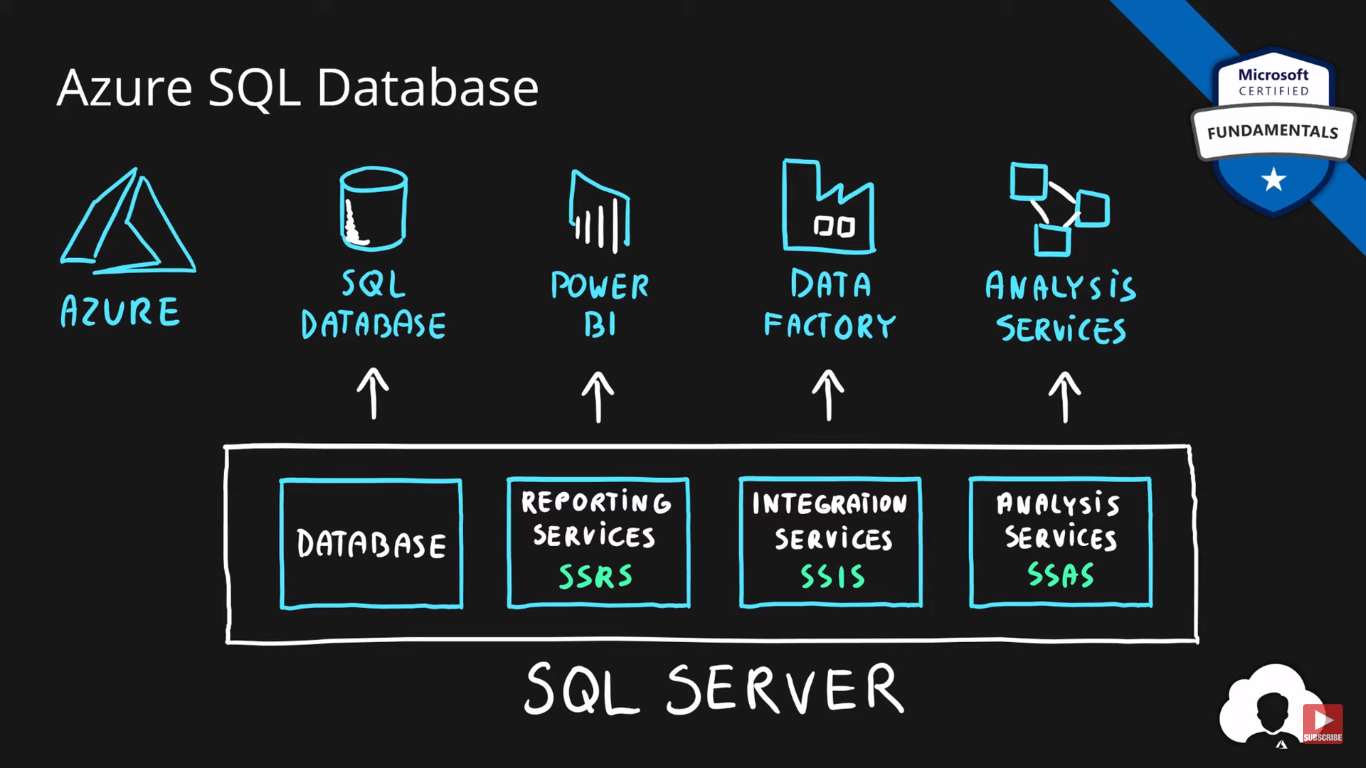 Azure SQL Database
Microsoft
CERTIFIED
FUNDAMENTALS
AZURE
SQL
DATABASE
POWER
BI
DATA
FACTORY
ANALYSiS
SERViCES
DATABASE
REPORTiNG
SERViCES
SSRS
INTEGRATiON
SERViCES
SSIS
ANALYSiS
SERViCES
SSAS
SQL SERVER
SUBSCRIBE